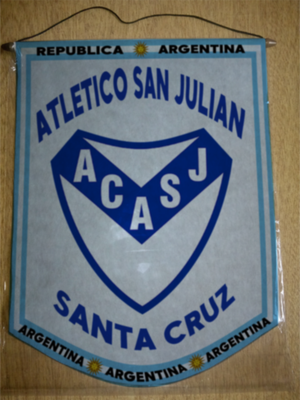 REPUBLICA ARGENTINA
ATLETICO SAN JULIAN
ACASJ
SANTA CRUZ
ARGENTINA ARGENTINA ARGENTINA